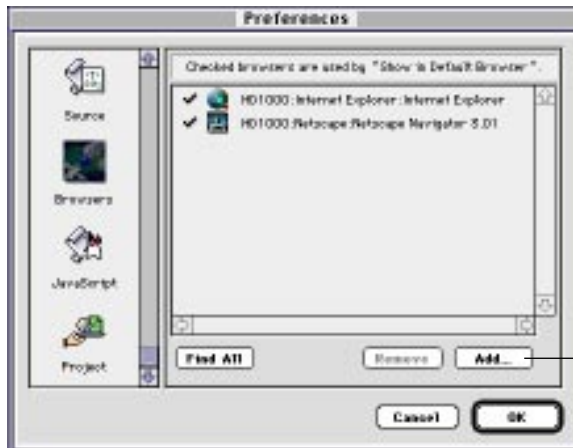 Preferences
Checked browsers are used by "Show in Default Browser".
HD1000:Internet Explorer:Internet Explorer
HD1000:Netscape:Netscape Navigator 3.01
Source
Browsers
JavaScript
Project
Find All
Remove
Add...
Cancel
OK